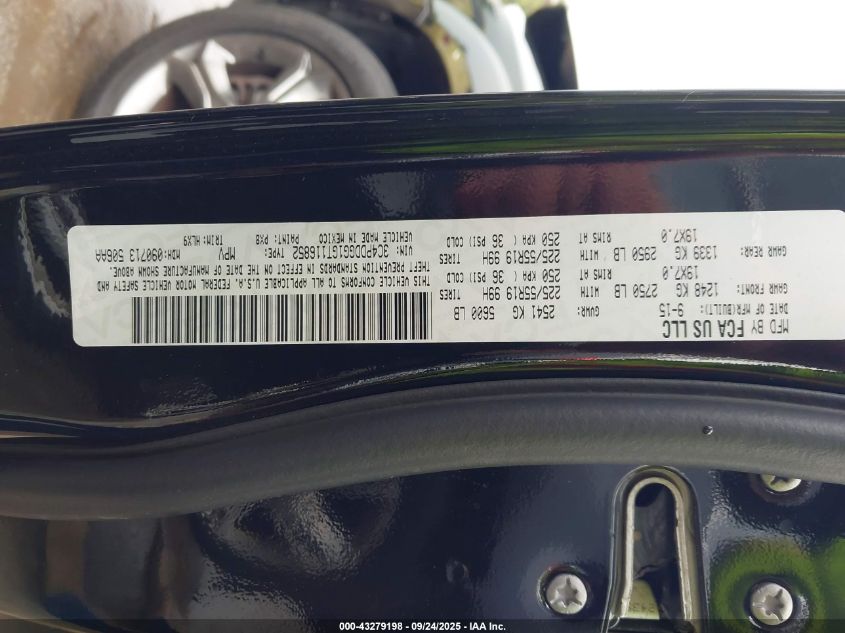 MFD BY FCA US LLC
DATE OF MFR(BUILT): 9-15 GVWR: 2541 KG 5600 LB
GAWR FRONT: 1248 KG 2750 LB WITH TIRES 225/55R19 99H
RIMS AT 19X7.0 250 KPA ( 36 PSI COLD
GAWR REAR: 1339 KG 2950 LB WITH TIRES 225/55R19 99H
RIMS AT 19X7.0 250 KPA ( 36 PSI COLD
THIS VEHICLE CONFORMS TO ALL APPLICABLE U.S.A. FEDERAL MOTOR VEHICLE SAFETY AND
THEFT PREVENTION STANDARDS IN EFFECT ON THE DATE OF MANUFACTURE SHOWN ABOVE.
VIN: 3C4PDDGG1GT116852 TYPE: MPV MDH:090713 506AA
VEHICLE MADE IN MEXICO PAINT: PXB TRIM:HLX9
000-43279198 - 09/24/2025 - IAA Inc.